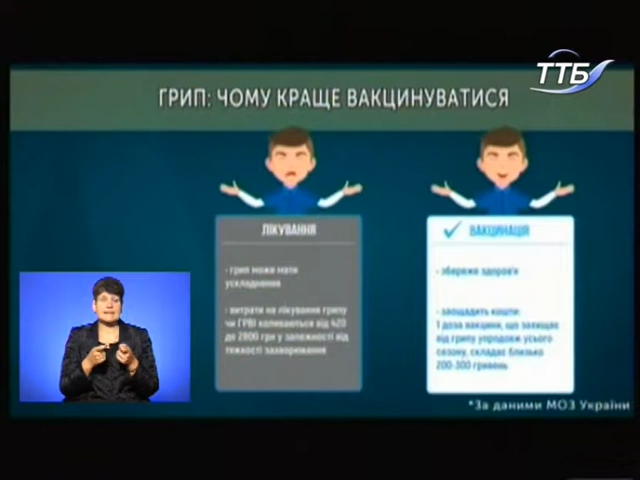 ТТБ
ГРИП: ЧОМУ КРАЩЕ ВАКЦИНУВАТИСЯ
ЛІКУВАННЯ
- грип може мати
ускладнення
- витрати на лікування грипу
чи ГРВІ коливаються від 420
до 2800 грн у залежності від
тяжкості захворювання
ВАКЦИНАЦІЯ
- збереже здоров'я
- заощадить кошти:
1 доза вакцини, що захищає
від грипу упродовж усього
сезону, складає близько
200-300 гривень
*За даними МОЗ України